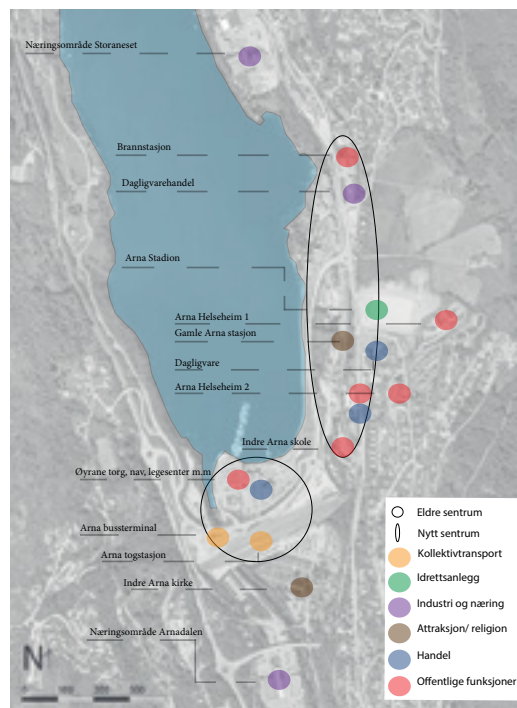 Næringsområde Storaneset
Brannstasjon
Dagligvarehandel
Arna Stadion
Arna Helseheim 1
Gamle Arna stasjon
Dagligvare
Arna Helseheim 2
Indre Arna skole
Øyrane torg, nav, legesenter m.m
Arna bussterminal
Arna togstasjon
Indre Arna kirke
Næringsområde Arnadalen
N
Eldre sentrum
Nytt sentrum
Kollektivtransport
Idrettsanlegg
Industri og næring
Attraksjon/ religion
Handel
Offentlige funksjoner